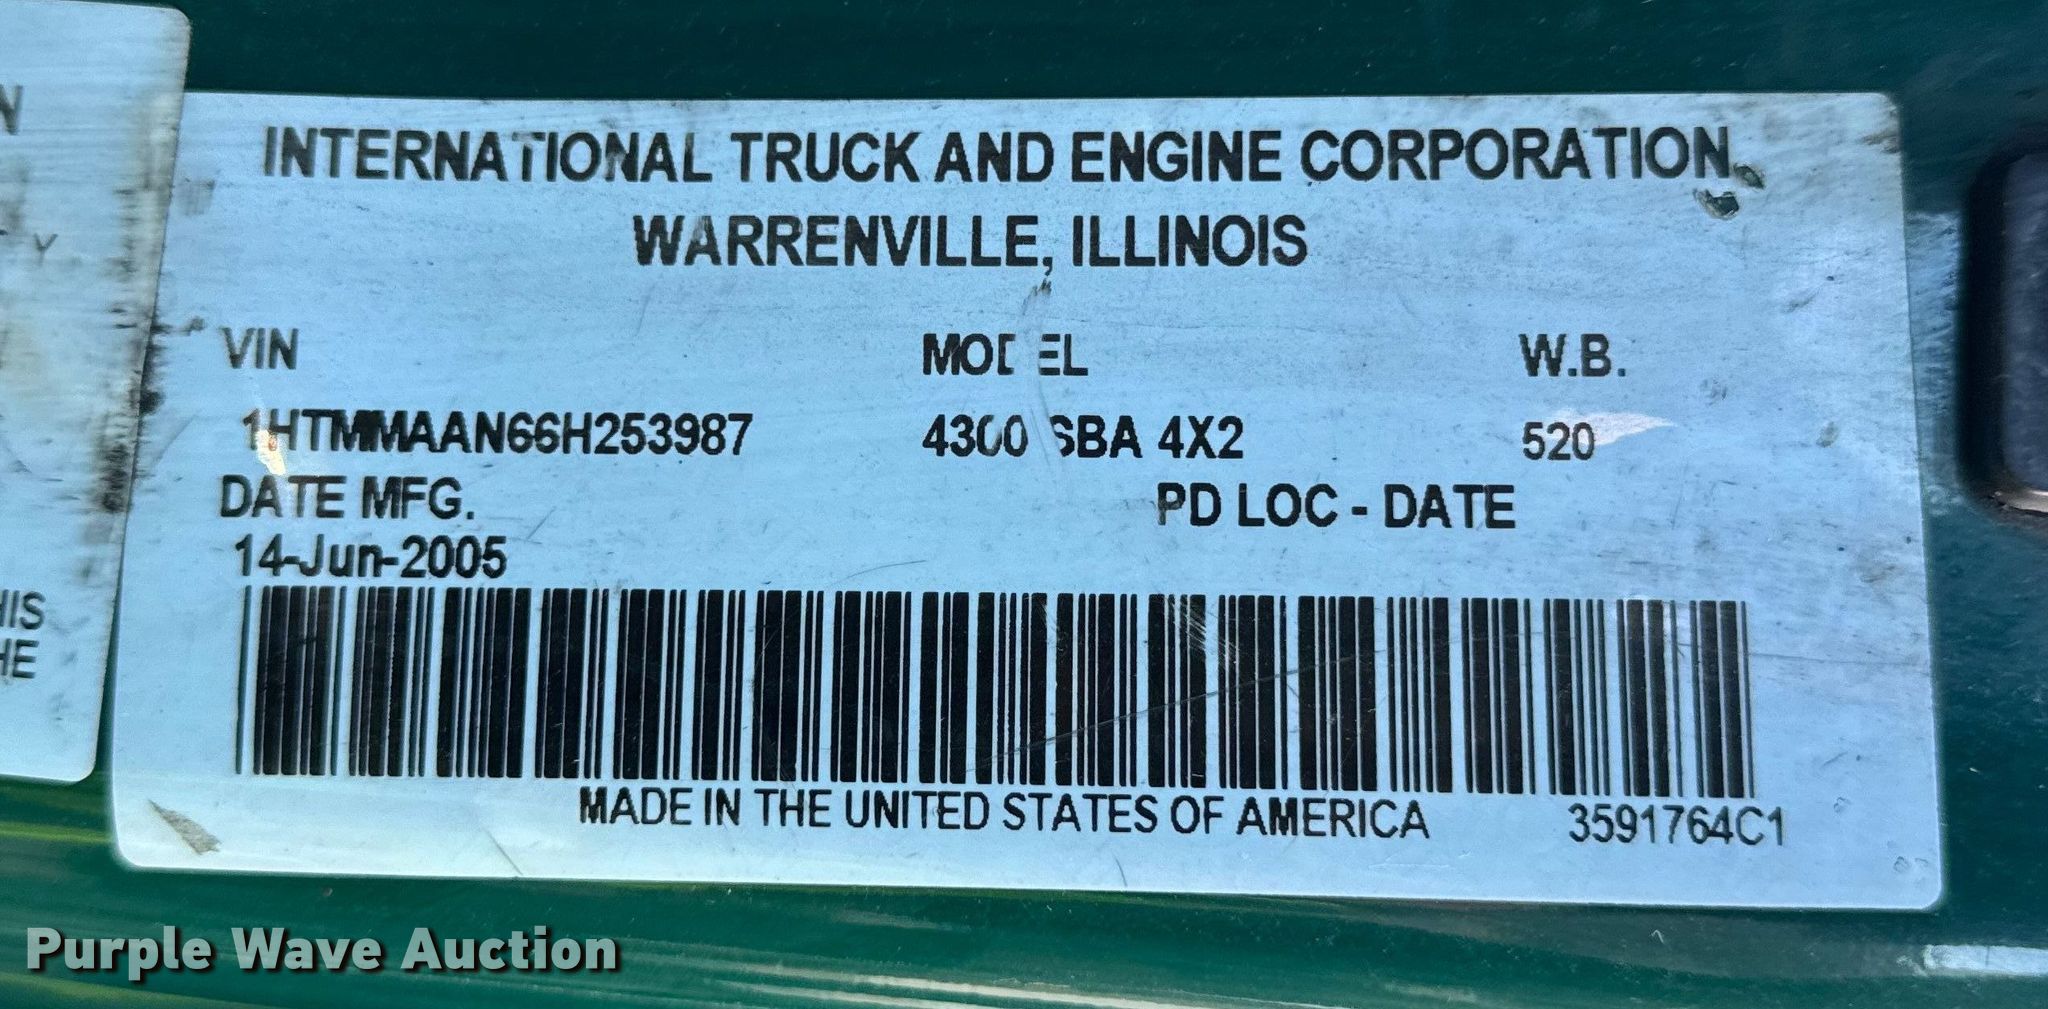 INTERNATIONAL TRUCK AND ENGINE CORPORATION
WARRENVILLE, ILLINOIS
VIN MODEL W.B.
1HTMMAAN66H253987 4300 SBA 4X2 520
DATE MFG. PD LOC - DATE
14-Jun-2005
MADE IN THE UNITED STATES OF AMERICA 3591764C1
Purple Wave Auction